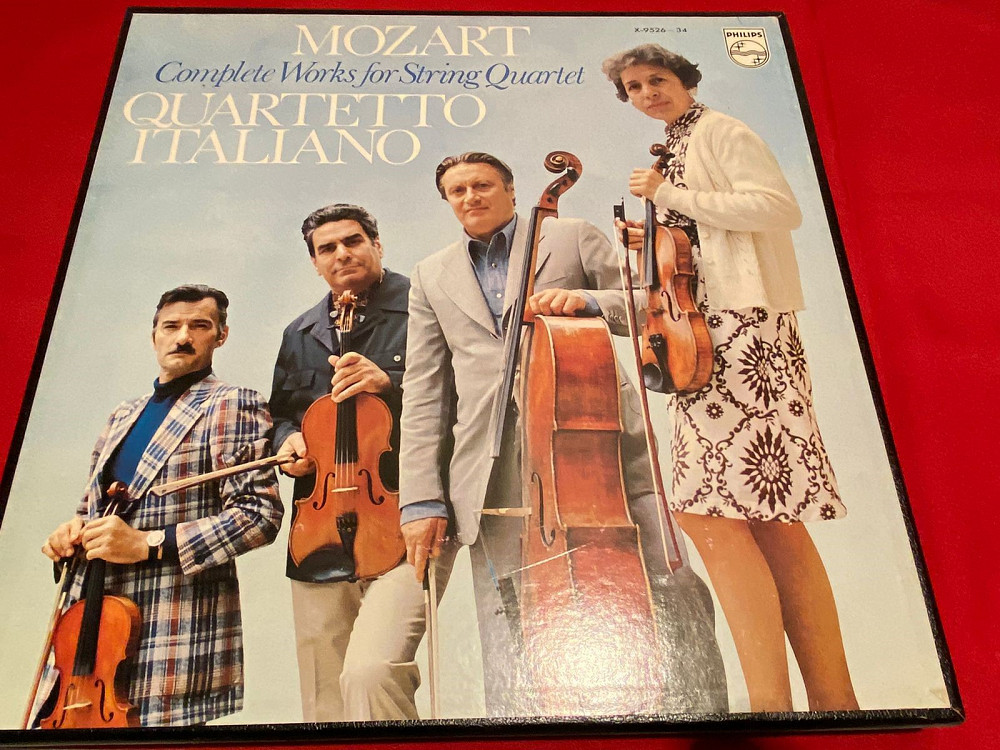 MOZART
Complete Works for String Quartet
QUARTETTO
ITALIANO
X-9526–34
PHILIPS